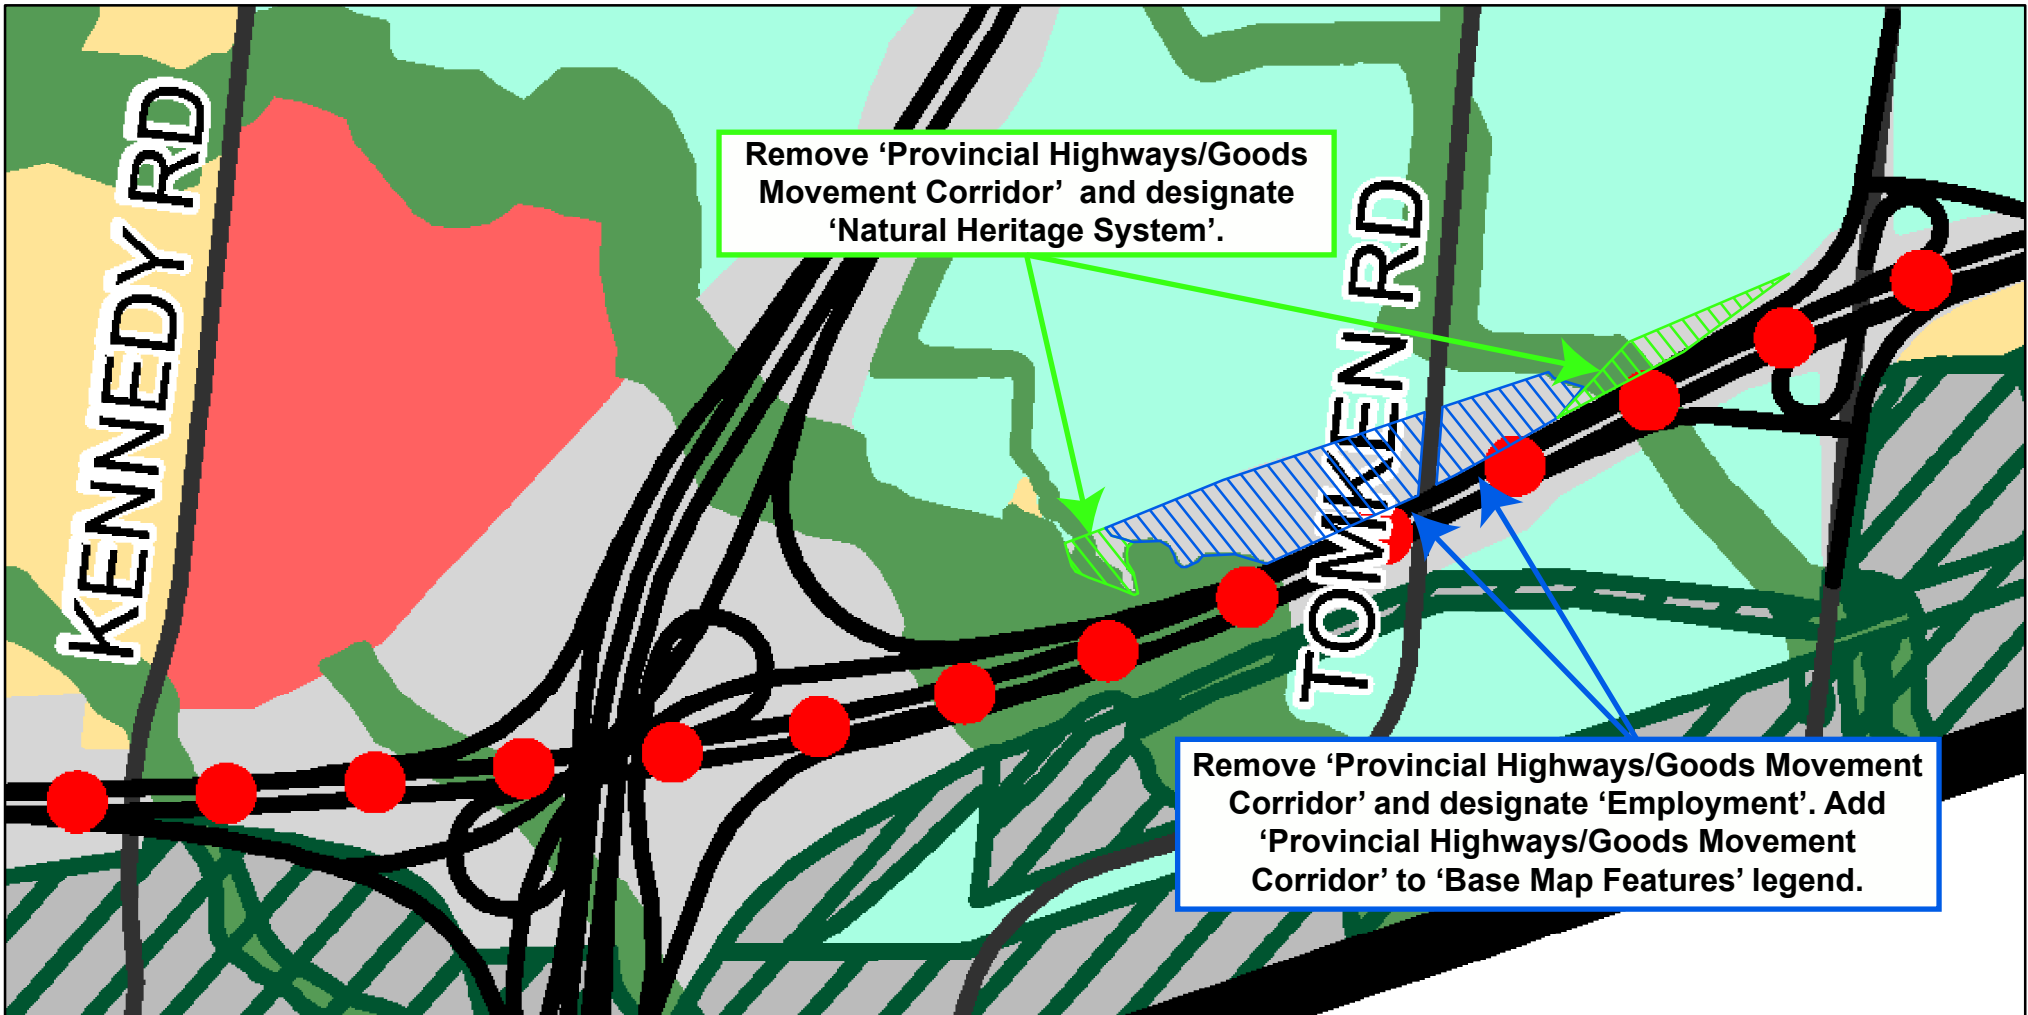 KENNEDY RD
Remove ‘Provincial Highways/Goods
Movement Corridor’  and designate
‘Natural Heritage System’.
TOMKEN RD
Remove ‘Provincial Highways/Goods Movement
Corridor’ and designate ‘Employment’. Add
‘Provincial Highways/Goods Movement
Corridor’ to ‘Base Map Features’ legend.